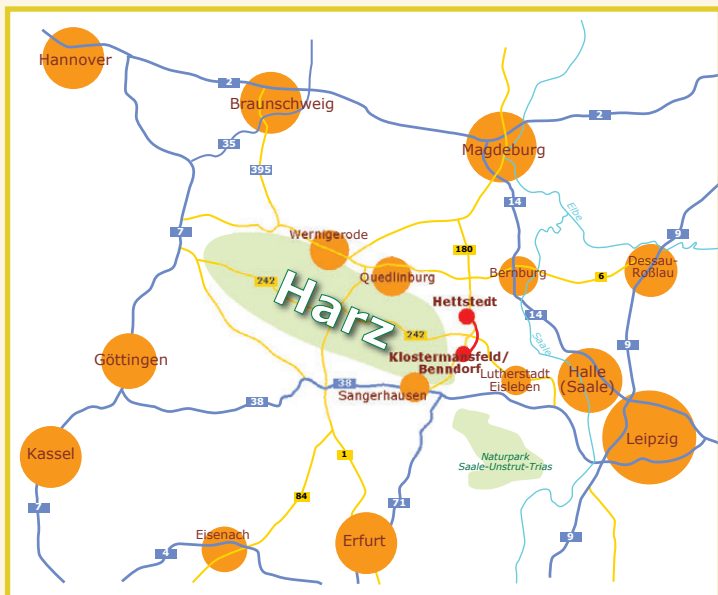 Hannover
2
Braunschweig
2
35
Magdeburg
395
14
Elbe
7
Wernigerode
180
9
Dessau-
Roßlau
242
Quedlinburg
Bernburg
6
Harz
Hettstedt
14
242
Saale
9
Göttingen
Klostermansfeld/
Benndorf
Lutherstadt
Eisleben
Halle
(Saale)
38
38
Sangerhausen
Leipzig
Kassel
1
Naturpark
Saale-Unstrut-Trias
84
71
7
Eisenach
4
Erfurt
9